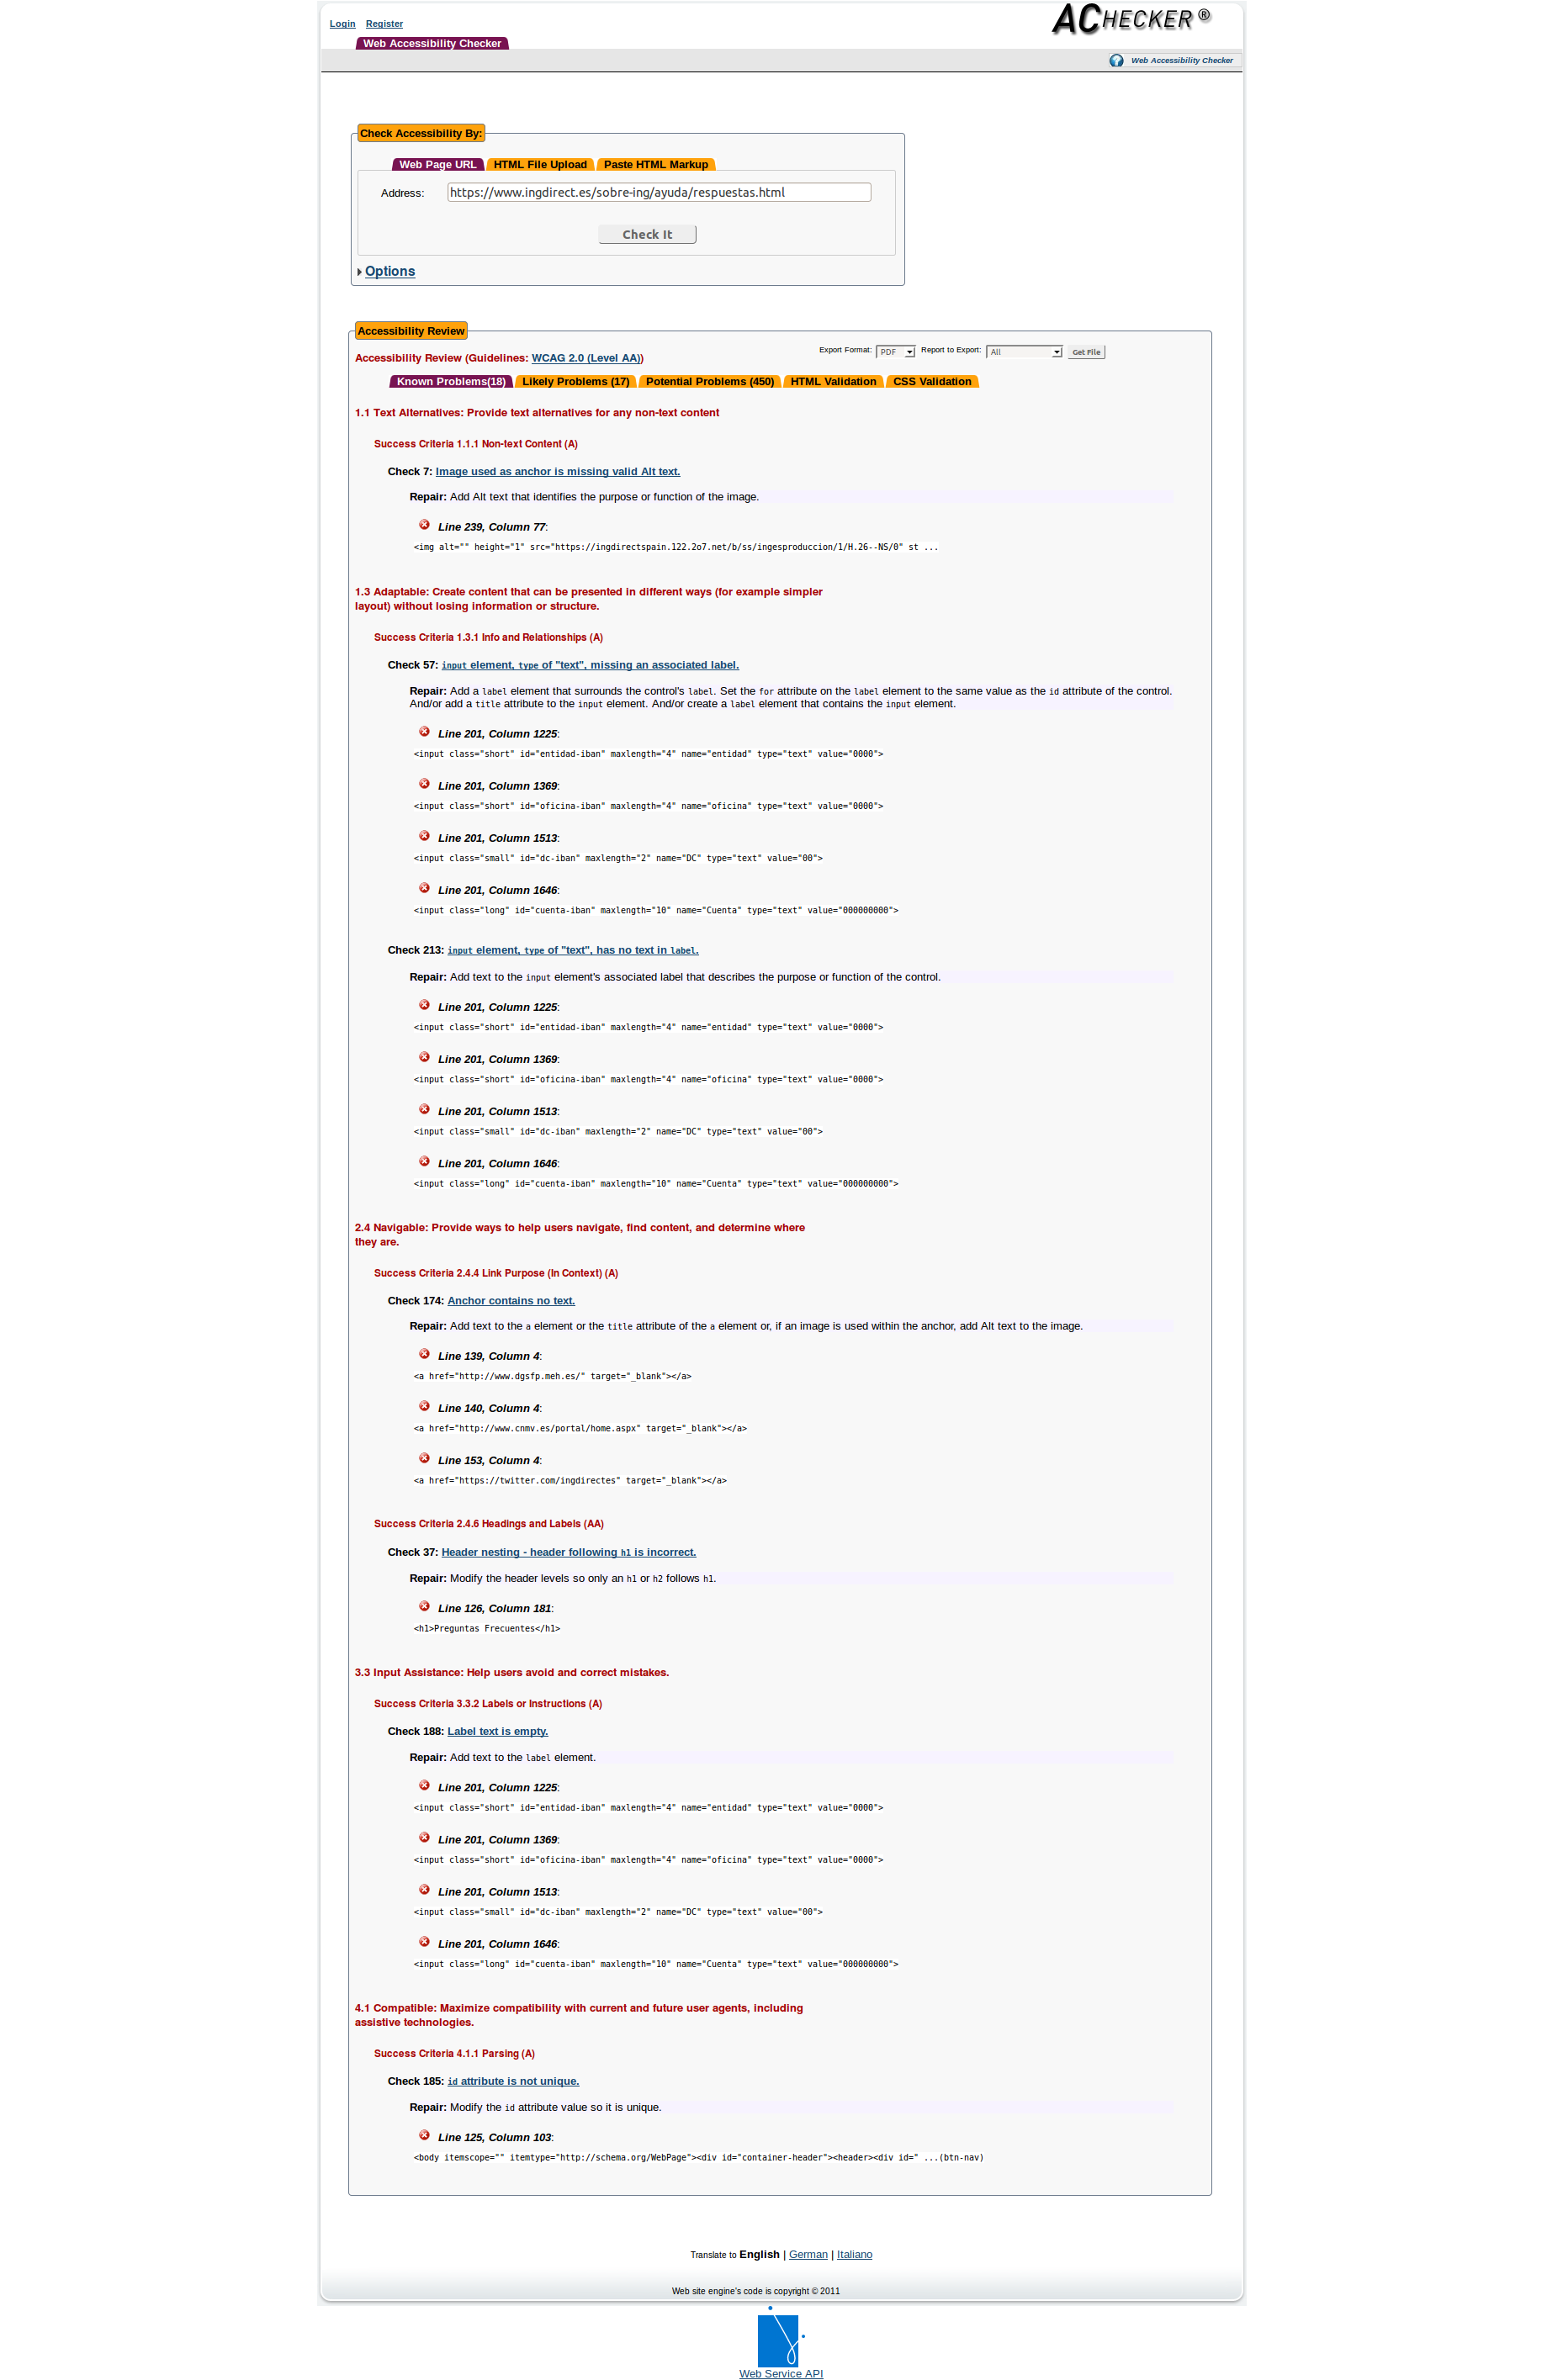 Login Register
ACHECKER ®
Web Accessibility Checker
Web Accessibility Checker
Check Accessibility By:
Web Page URL HTML File Upload Paste HTML Markup
Address: https://www.ingdirect.es/sobre-ing/ayuda/respuestas.html
Check It
Options
Accessibility Review
Export Format: PDF Report to Export: All Get File
Accessibility Review (Guidelines: WCAG 2.0 (Level AA))
Known Problems(18) Likely Problems (17) Potential Problems (450) HTML Validation CSS Validation
1.1 Text Alternatives: Provide text alternatives for any non-text content
Success Criteria 1.1.1 Non-text Content (A)
Check 7: Image used as anchor is missing valid Alt text.
Repair: Add Alt text that identifies the purpose or function of the image.
Line 239, Column 77:
<img alt="" height="1" src="https://ingdirectspain.122.2o7.net/b/ss/ingesproduccion/1/H.26--NS/0" st ...
1.3 Adaptable: Create content that can be presented in different ways (for example simpler
layout) without losing information or structure.
Success Criteria 1.3.1 Info and Relationships (A)
Check 57: input element, type of "text", missing an associated label.
Repair: Add a label element that surrounds the control's label. Set the for attribute on the label element to the same value as the id attribute of the control.
And/or add a title attribute to the input element. And/or create a label element that contains the input element.
Line 201, Column 1225:
<input class="short" id="entidad-iban" maxlength="4" name="entidad" type="text" value="0000">
Line 201, Column 1369:
<input class="short" id="oficina-iban" maxlength="4" name="oficina" type="text" value="0000">
Line 201, Column 1513:
<input class="small" id="dc-iban" maxlength="2" name="DC" type="text" value="00">
Line 201, Column 1646:
<input class="long" id="cuenta-iban" maxlength="10" name="Cuenta" type="text" value="000000000">
Check 213: input element, type of "text", has no text in label.
Repair: Add text to the input element's associated label that describes the purpose or function of the control.
Line 201, Column 1225:
<input class="short" id="entidad-iban" maxlength="4" name="entidad" type="text" value="0000">
Line 201, Column 1369:
<input class="short" id="oficina-iban" maxlength="4" name="oficina" type="text" value="0000">
Line 201, Column 1513:
<input class="small" id="dc-iban" maxlength="2" name="DC" type="text" value="00">
Line 201, Column 1646:
<input class="long" id="cuenta-iban" maxlength="10" name="Cuenta" type="text" value="000000000">
2.4 Navigable: Provide ways to help users navigate, find content, and determine where
they are.
Success Criteria 2.4.4 Link Purpose (In Context) (A)
Check 174: Anchor contains no text.
Repair: Add text to the a element or the title attribute of the a element or, if an image is used within the anchor, add Alt text to the image.
Line 139, Column 4:
<a href="http://www.dgsfp.meh.es/" target="_blank"></a>
Line 140, Column 4:
<a href="http://www.cnmv.es/portal/home.aspx" target="_blank"></a>
Line 153, Column 4:
<a href="https://twitter.com/ingdirectes" target="_blank"></a>
Success Criteria 2.4.6 Headings and Labels (AA)
Check 37: Header nesting - header following h1 is incorrect.
Repair: Modify the header levels so only an h1 or h2 follows h1.
Line 126, Column 181:
<h1>Preguntas Frecuentes</h1>
3.3 Input Assistance: Help users avoid and correct mistakes.
Success Criteria 3.3.2 Labels or Instructions (A)
Check 188: Label text is empty.
Repair: Add text to the label element.
Line 201, Column 1225:
<input class="short" id="entidad-iban" maxlength="4" name="entidad" type="text" value="0000">
Line 201, Column 1369:
<input class="short" id="oficina-iban" maxlength="4" name="oficina" type="text" value="0000">
Line 201, Column 1513:
<input class="small" id="dc-iban" maxlength="2" name="DC" type="text" value="00">
Line 201, Column 1646:
<input class="long" id="cuenta-iban" maxlength="10" name="Cuenta" type="text" value="000000000">
4.1 Compatible: Maximize compatibility with current and future user agents, including
assistive technologies.
Success Criteria 4.1.1 Parsing (A)
Check 185: id attribute is not unique.
Repair: Modify the id attribute value so it is unique.
Line 125, Column 103:
<body itemscope="" itemtype="http://schema.org/WebPage"><div id="container-header"><header><div id=" ...(btn-nav)
Translate to English | German | Italiano
Web site engine's code is copyright © 2011
Web Service API